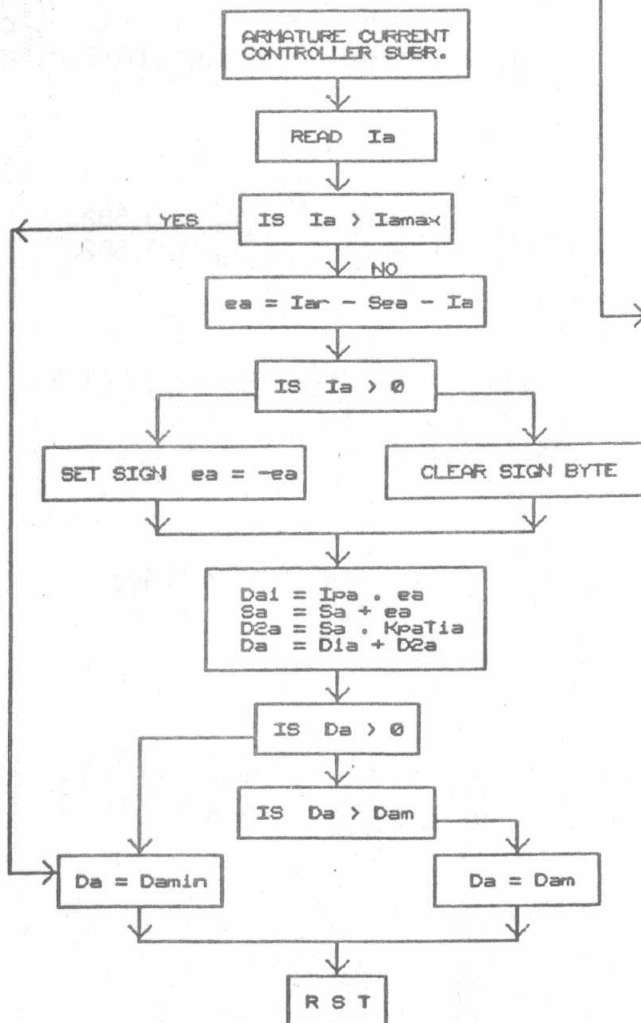 ARMATURE CURRENT
CONTROLLER SUBR.
READ Ia
IS Ia > Iamax
YES
NO
ea = Iar - Sea - Ia
IS Ia > 0
SET SIGN ea = -ea
CLEAR SIGN BYTE
Da1 = Ipa . ea
Sa = Sa + ea
D2a = Sa . KpaTia
Da = D1a + D2a
IS Da > 0
IS Da > Dam
Da = Damin
Da = Dam
R S T